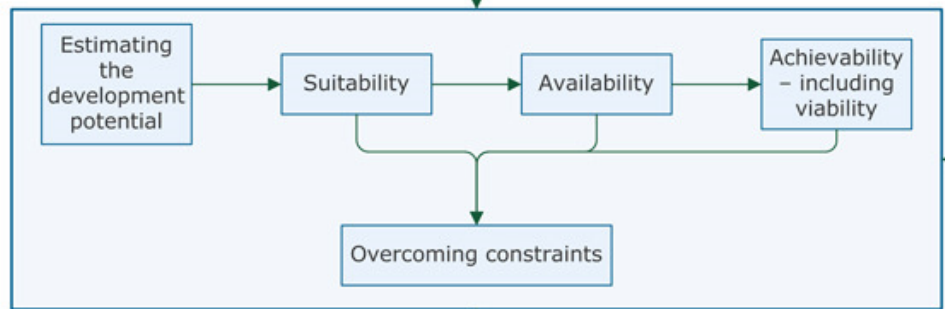 Estimating
the
development
potential
Suitability
Availability
Achievability
– including
viability
Overcoming constraints